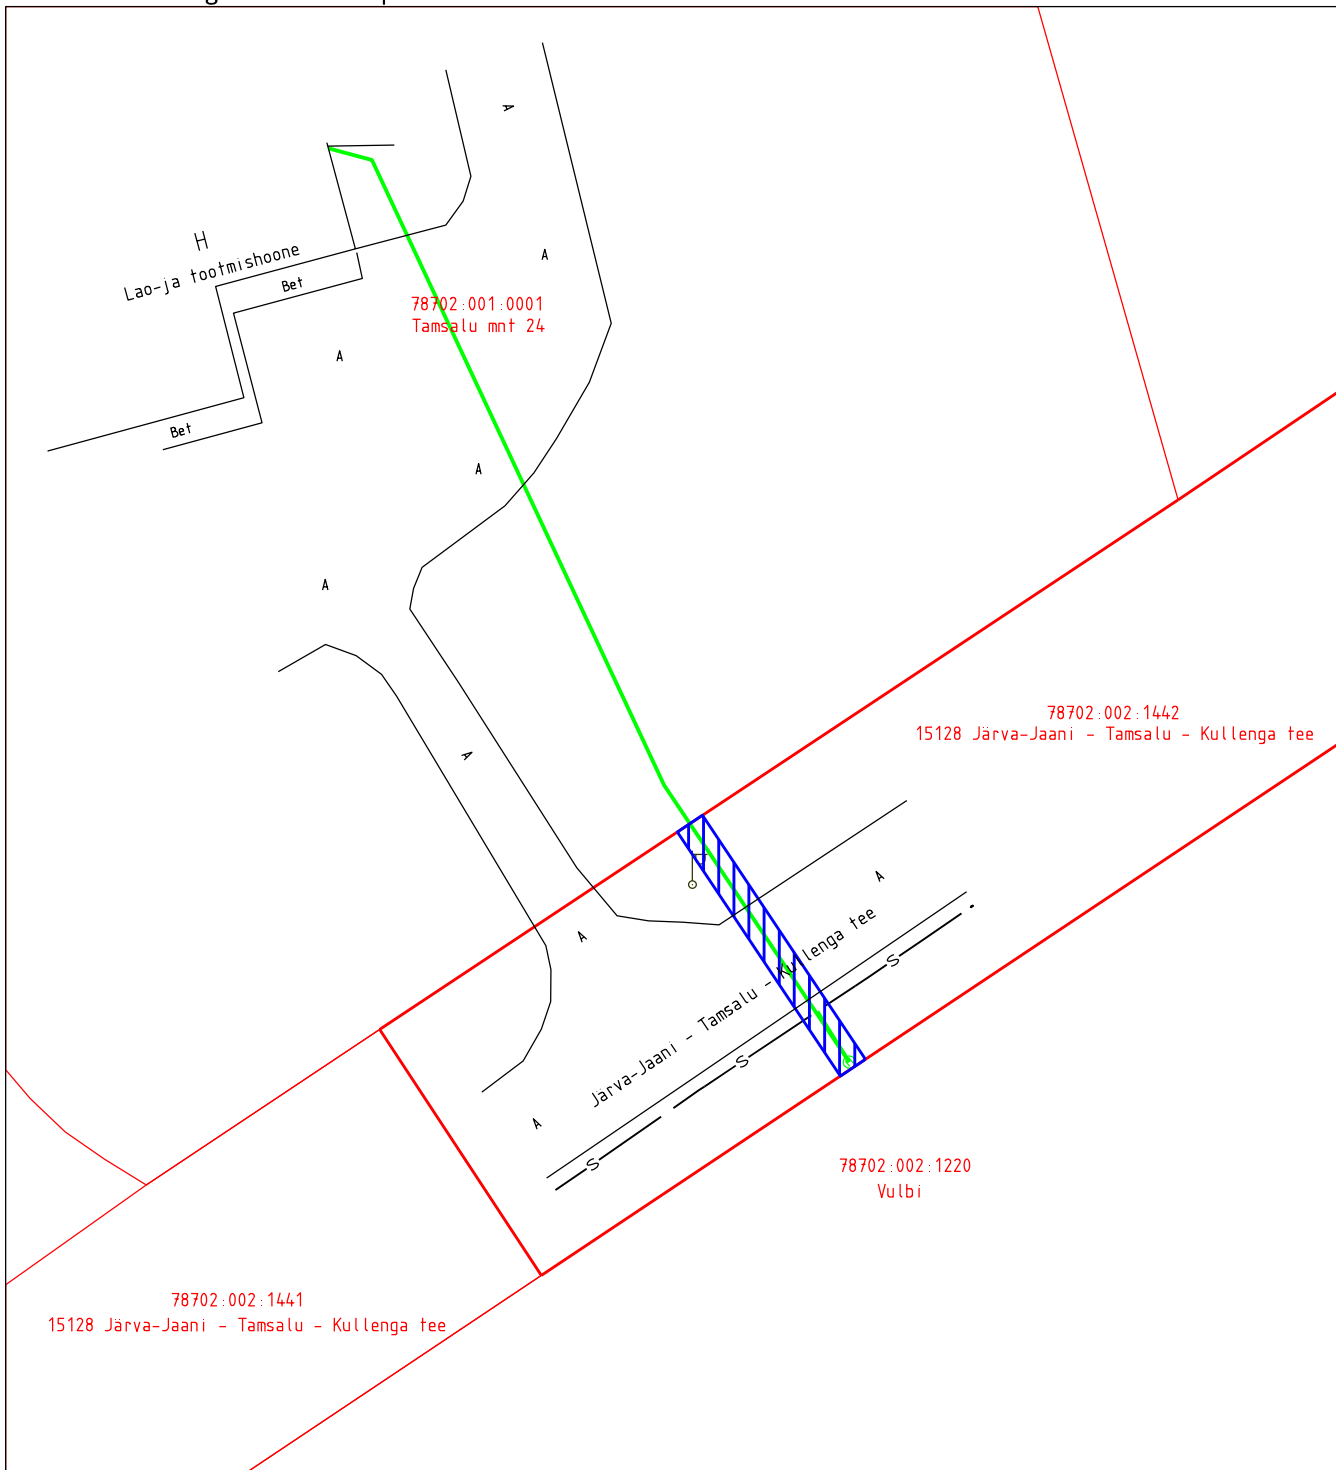 A
H
Lao-ja tootmishoone
A
Bet
78702:001:0001
Tamsalu mnt 24
A
Bet
A
A
78702:002:1442
15128 Järva-Jaani - Tamsalu - Kullenga tee
A
A
A
Järva-Jaani - Tamsalu - Kullenga tee
S
S
A
S
78702:002:1220
Vulbi
78702:002:1441
15128 Järva-Jaani - Tamsalu - Kullenga tee